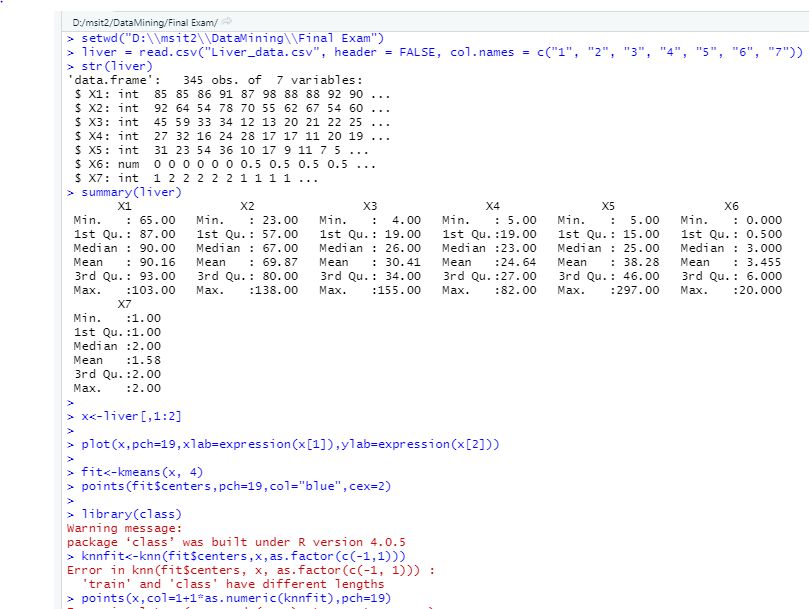 D:/msit2/DataMining/Final Exam/
> setwd("D:\\msit2\\DataMining\\Final Exam")
> liver = read.csv("Liver_data.csv", header = FALSE, col.names = c("1", "2", "3", "4", "5", "6", "7"))
> str(liver)
'data.frame':   345 obs. of  7 variables:
 $ X1: int  85 85 86 91 87 98 88 88 92 90 ...
 $ X2: int  92 64 54 78 70 55 62 67 54 60 ...
 $ X3: int  45 59 33 34 12 13 20 21 22 25 ...
 $ X4: int  27 32 16 24 28 17 17 11 20 19 ...
 $ X5: int  31 23 54 36 10 17 9 11 7 5 ...
 $ X6: num  0 0 0 0 0 0 0.5 0.5 0.5 0.5 ...
 $ X7: int  1 2 2 2 2 2 1 1 1 1 ...
> summary(liver)
       X1               X2               X3               X4              X5               X6
 Min.   : 65.00   Min.   : 23.00   Min.   :  4.00   Min.   : 5.00   Min.   :  5.00   Min.   : 0.000
 1st Qu.: 87.00   1st Qu.: 57.00   1st Qu.: 19.00   1st Qu.:19.00   1st Qu.: 15.00   1st Qu.: 0.500
 Median : 90.00   Median : 67.00   Median : 26.00   Median :23.00   Median : 25.00   Median : 3.000
 Mean   : 90.16   Mean   : 69.87   Mean   : 30.41   Mean   :24.64   Mean   : 38.28   Mean   : 3.455
 3rd Qu.: 93.00   3rd Qu.: 80.00   3rd Qu.: 34.00   3rd Qu.:27.00   3rd Qu.: 46.00   3rd Qu.: 6.000
 Max.   :103.00   Max.   :138.00   Max.   :155.00   Max.   :82.00   Max.   :297.00   Max.   :20.000
       X7
 Min.   :1.00
 1st Qu.:1.00
 Median :2.00
 Mean   :1.58
 3rd Qu.:2.00
 Max.   :2.00
>
> x<-liver[,1:2]
>
> plot(x,pch=19,xlab=expression(x[1]),ylab=expression(x[2]))
>
> fit<-kmeans(x, 4)
> points(fit$centers,pch=19,col="blue",cex=2)
>
> library(class)
Warning message:
package ‘class’ was built under R version 4.0.5
> knnfit<-knn(fit$centers,x,as.factor(c(-1,1)))
Error in knn(fit$centers, x, as.factor(c(-1, 1))) :
  'train' and 'class' have different lengths
> points(x,col=1+1*as.numeric(knnfit),pch=19)